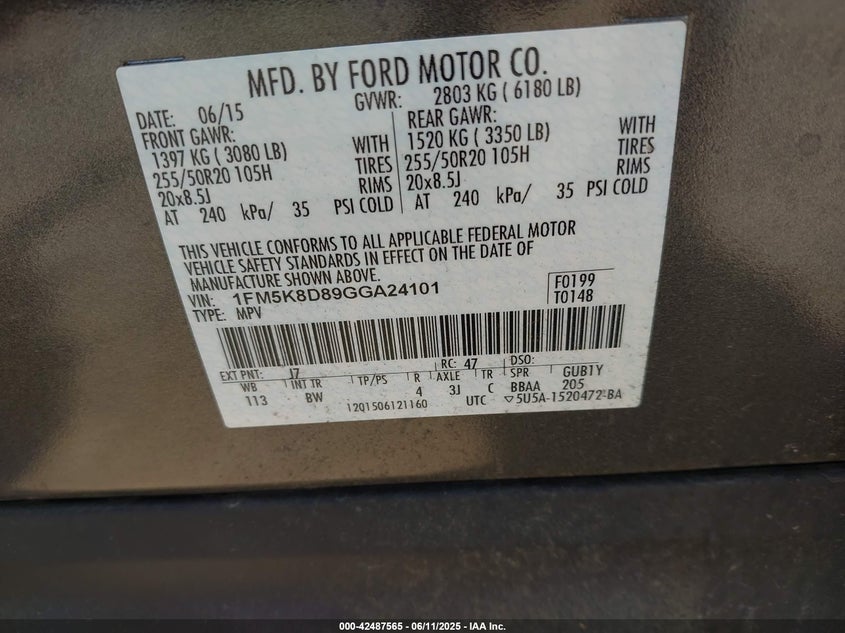 MFD. BY FORD MOTOR CO.
DATE: 06/15 GVWR: 2803 KG ( 6180 LB)
FRONT GAWR: REAR GAWR:
1397 KG ( 3080 LB) WITH 1520 KG ( 3350 LB) WITH
255/50R20 105H TIRES 255/50R20 105H TIRES
20x8.5J RIMS 20x8.5J RIMS
AT 240 kPa/ 35 PSI COLD AT 240 kPa/ 35 PSI COLD
THIS VEHICLE CONFORMS TO ALL APPLICABLE FEDERAL MOTOR
VEHICLE SAFETY STANDARDS IN EFFECT ON THE DATE OF
MANUFACTURE SHOWN ABOVE.
VIN: 1FM5K8D89GGA24101 F0199
TYPE: MPV T0148
EXT PNT: J7 RC: 47 DSO:
WB INT TR TP/PS R AXLE TR SPR GUB1Y
113 BW 4 3J C BBAA 205
12Q1506121160 UTC ▽5U5A-1520472-BA
000-42487565 - 06/11/2025 - IAA Inc.